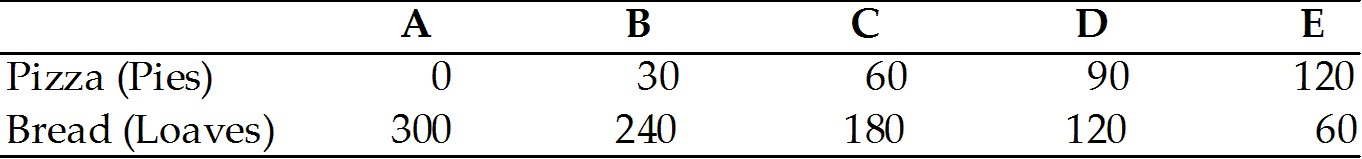 A B C D E
Pizza (Pies) 0 30 60 90 120
Bread (Loaves) 300 240 180 120 60